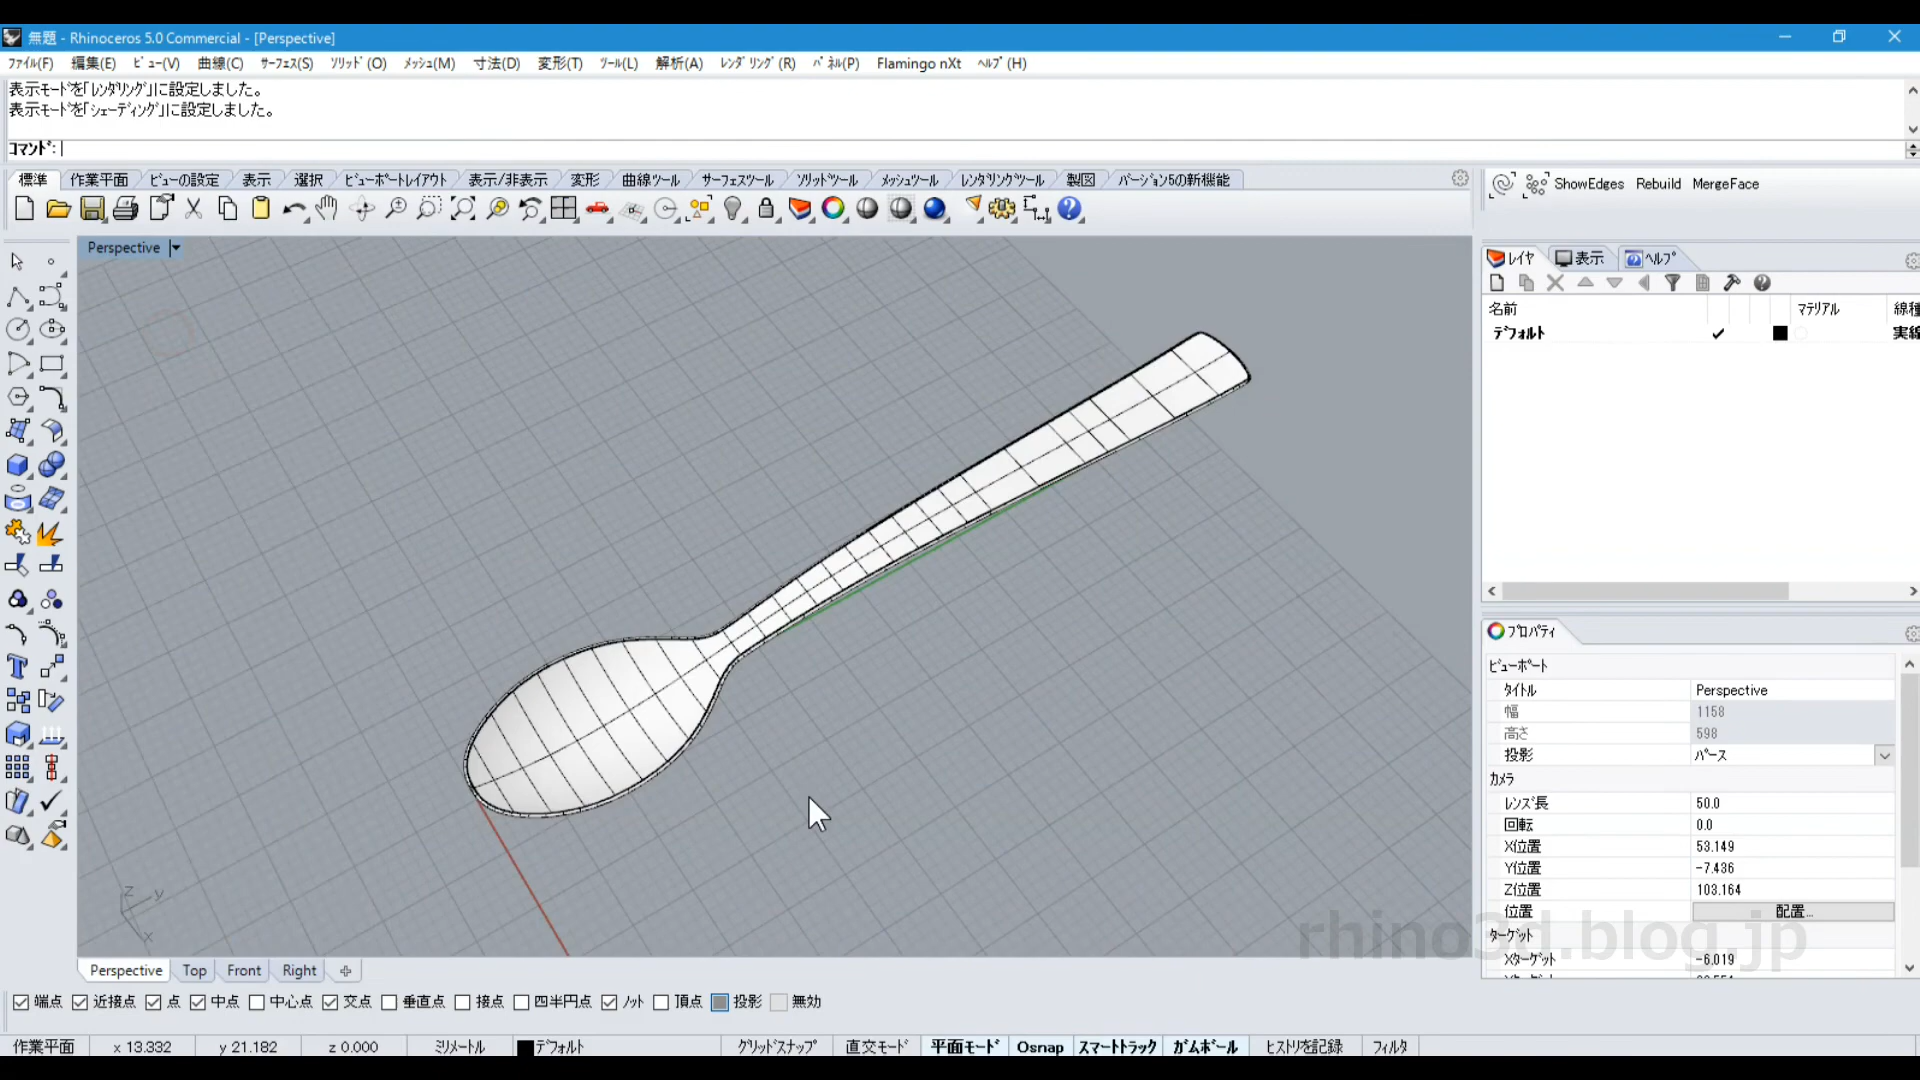 無題 - Rhinoceros 5.0 Commercial - [Perspective]
ﾌｧｲﾙ(F) 編集(E) ﾋﾞｭｰ(V) 曲線(C) ｻｰﾌｪｽ(S) ｿﾘｯﾄﾞ(O) ﾒｯｼｭ(M) 寸法(D) 変形(T) ﾂｰﾙ(L) 解析(A) ﾚﾝﾀﾞﾘﾝｸﾞ(R) ﾊﾟﾈﾙ(P) Flamingo nXt ﾍﾙﾌﾟ(H)
表示ﾓｰﾄﾞを｢ﾚﾝﾀﾞﾘﾝｸﾞ｣に設定しました。
表示ﾓｰﾄﾞを｢ｼｪｰﾃﾞｨﾝｸﾞ｣に設定しました。
ｺﾏﾝﾄﾞ:
標準 作業平面 ﾋﾞｭｰの設定 表示 選択 ﾋﾞｭｰﾎﾟｰﾄﾚｲｱｳﾄ 表示/非表示 変形 曲線ﾂｰﾙ ｻｰﾌｪｽﾂｰﾙ ｿﾘｯﾄﾞﾂｰﾙ ﾒｯｼｭﾂｰﾙ ﾚﾝﾀﾞﾘﾝｸﾞﾂｰﾙ 製図 ﾊﾞｰｼﾞｮﾝ5の新機能
ShowEdges Rebuild MergeFace
Perspective
ﾚｲﾔ 表示 ﾍﾙﾌﾟ
名前 ﾏﾃﾘｱﾙ 線種
ﾃﾞﾌｫﾙﾄ 実線
ﾌﾟﾛﾊﾟﾃｨ
ﾋﾞｭｰﾎﾟｰﾄ
ﾀｲﾄﾙ Perspective
幅 1158
高さ 598
投影 ﾊﾟｰｽ
ｶﾒﾗ
ﾚﾝｽﾞ長 50.0
回転 0.0
X位置 53.149
Y位置 -7.436
Z位置 103.164
位置 配置...
ﾀｰｹﾞｯﾄ
Xﾀｰｹﾞｯﾄ -6.019
z y x
rhino3d.blog.jp
Perspective Top Front Right
端点 近接点 点 中点 中心点 交点 垂直点 接点 四半円点 ﾉｯﾄ 頂点 投影 無効
作業平面 x 13.332 y 21.182 z 0.000 ﾐﾘﾒｰﾄﾙ ﾃﾞﾌｫﾙﾄ ｸﾞﾘｯﾄﾞｽﾅｯﾌﾟ 直交ﾓｰﾄﾞ 平面ﾓｰﾄﾞ Osnap ｽﾏｰﾄﾄﾗｯｸ ｶﾞﾑﾎﾞｰﾙ ﾋｽﾄﾘを記録 ﾌｨﾙﾀ